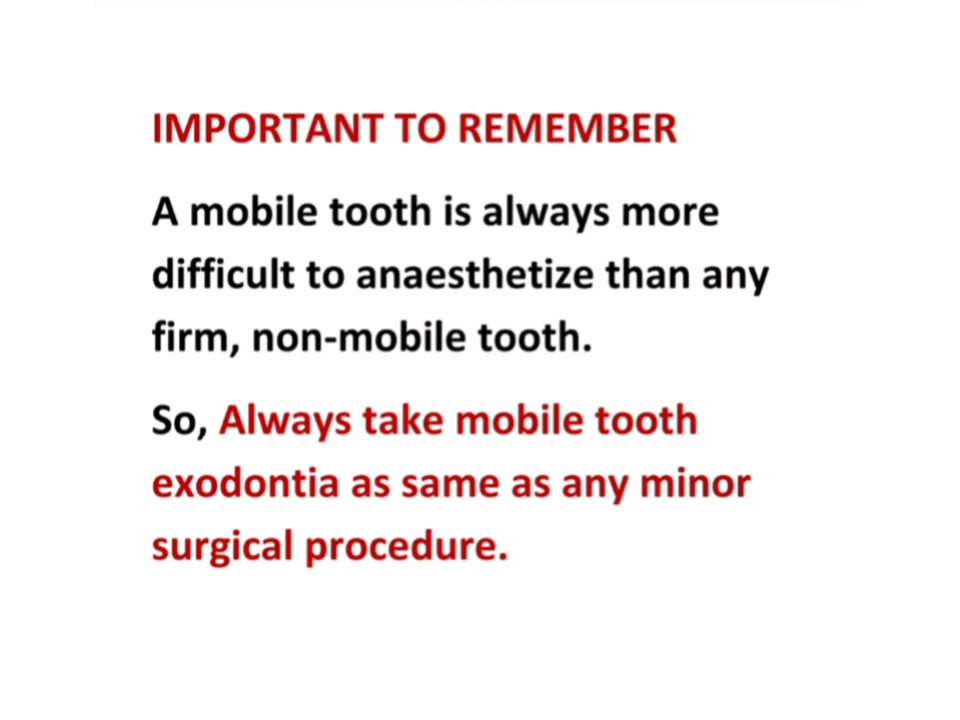 IMPORTANT TO REMEMBER
A mobile tooth is always more
difficult to anaesthetize than any
firm, non-mobile tooth.
So, Always take mobile tooth
exodontia as same as any minor
surgical procedure.